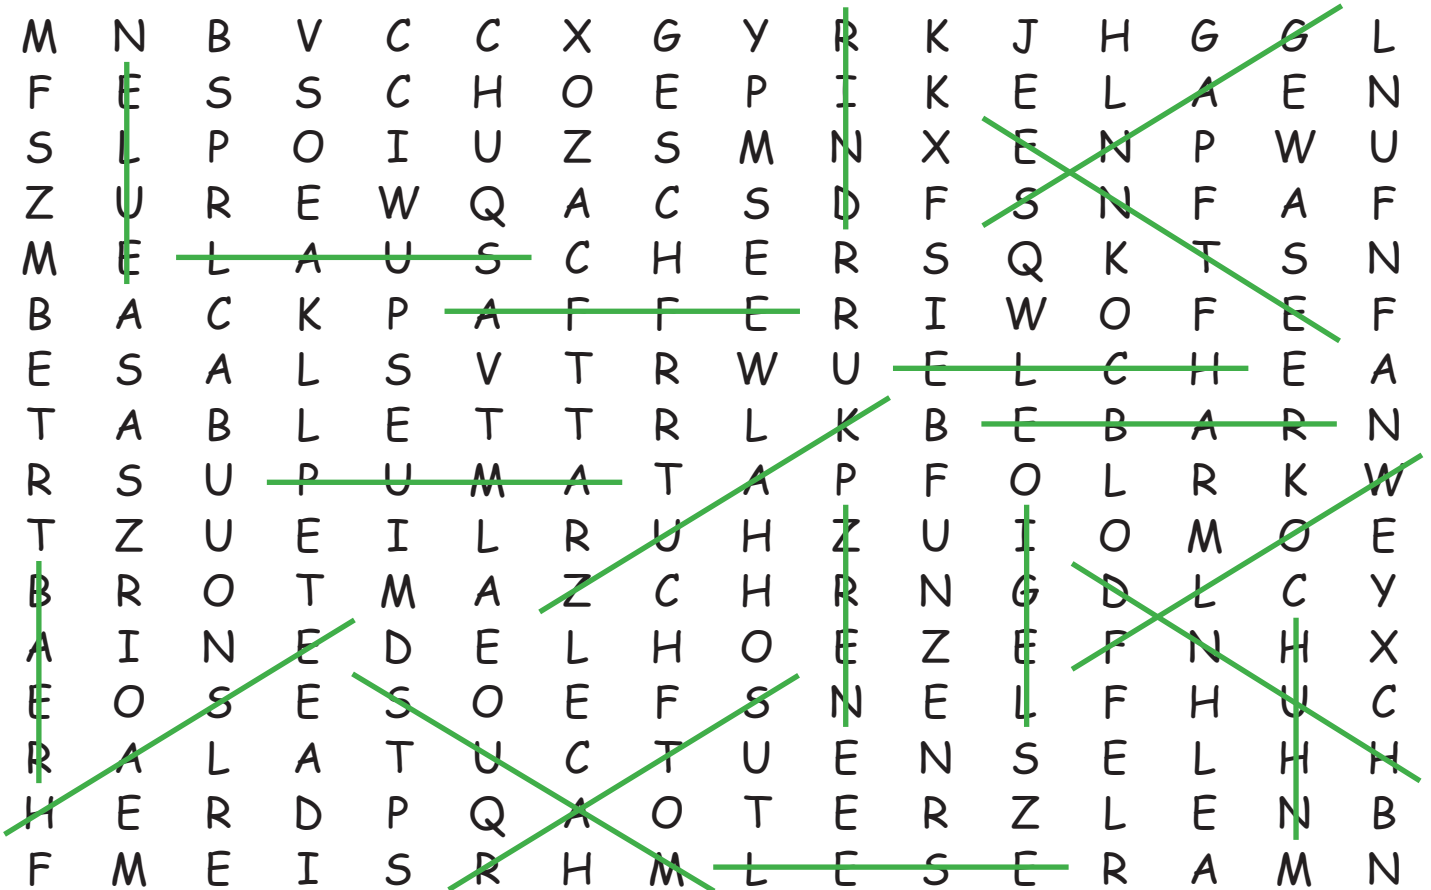 M N B V C C X G Y R K J H G G L
F E S S C H O E P I K E L A E N
S L P O I U Z S M N X E N P W U
Z U R E W Q A C S D F S N F A F
M E L A U S C H E R S Q K T S N
B A C K P A F F E R I W O F E F
E S A L S V T R W U E L C H E A
T A B L E T T R L K B E B A R N
R S U P U M A T A P F O L R K W
T Z U E I L R U H Z U I O M O E
B R O T M A Z C H R N G D L C Y
A I N E D E L H O E Z E F N H X
E O S E S O E F S N E L F H U C
R A L A T U C T U E N S E L H H
H E R D P Q A O T E R Z L E N B
F M E I S R H M L E S E R A M N